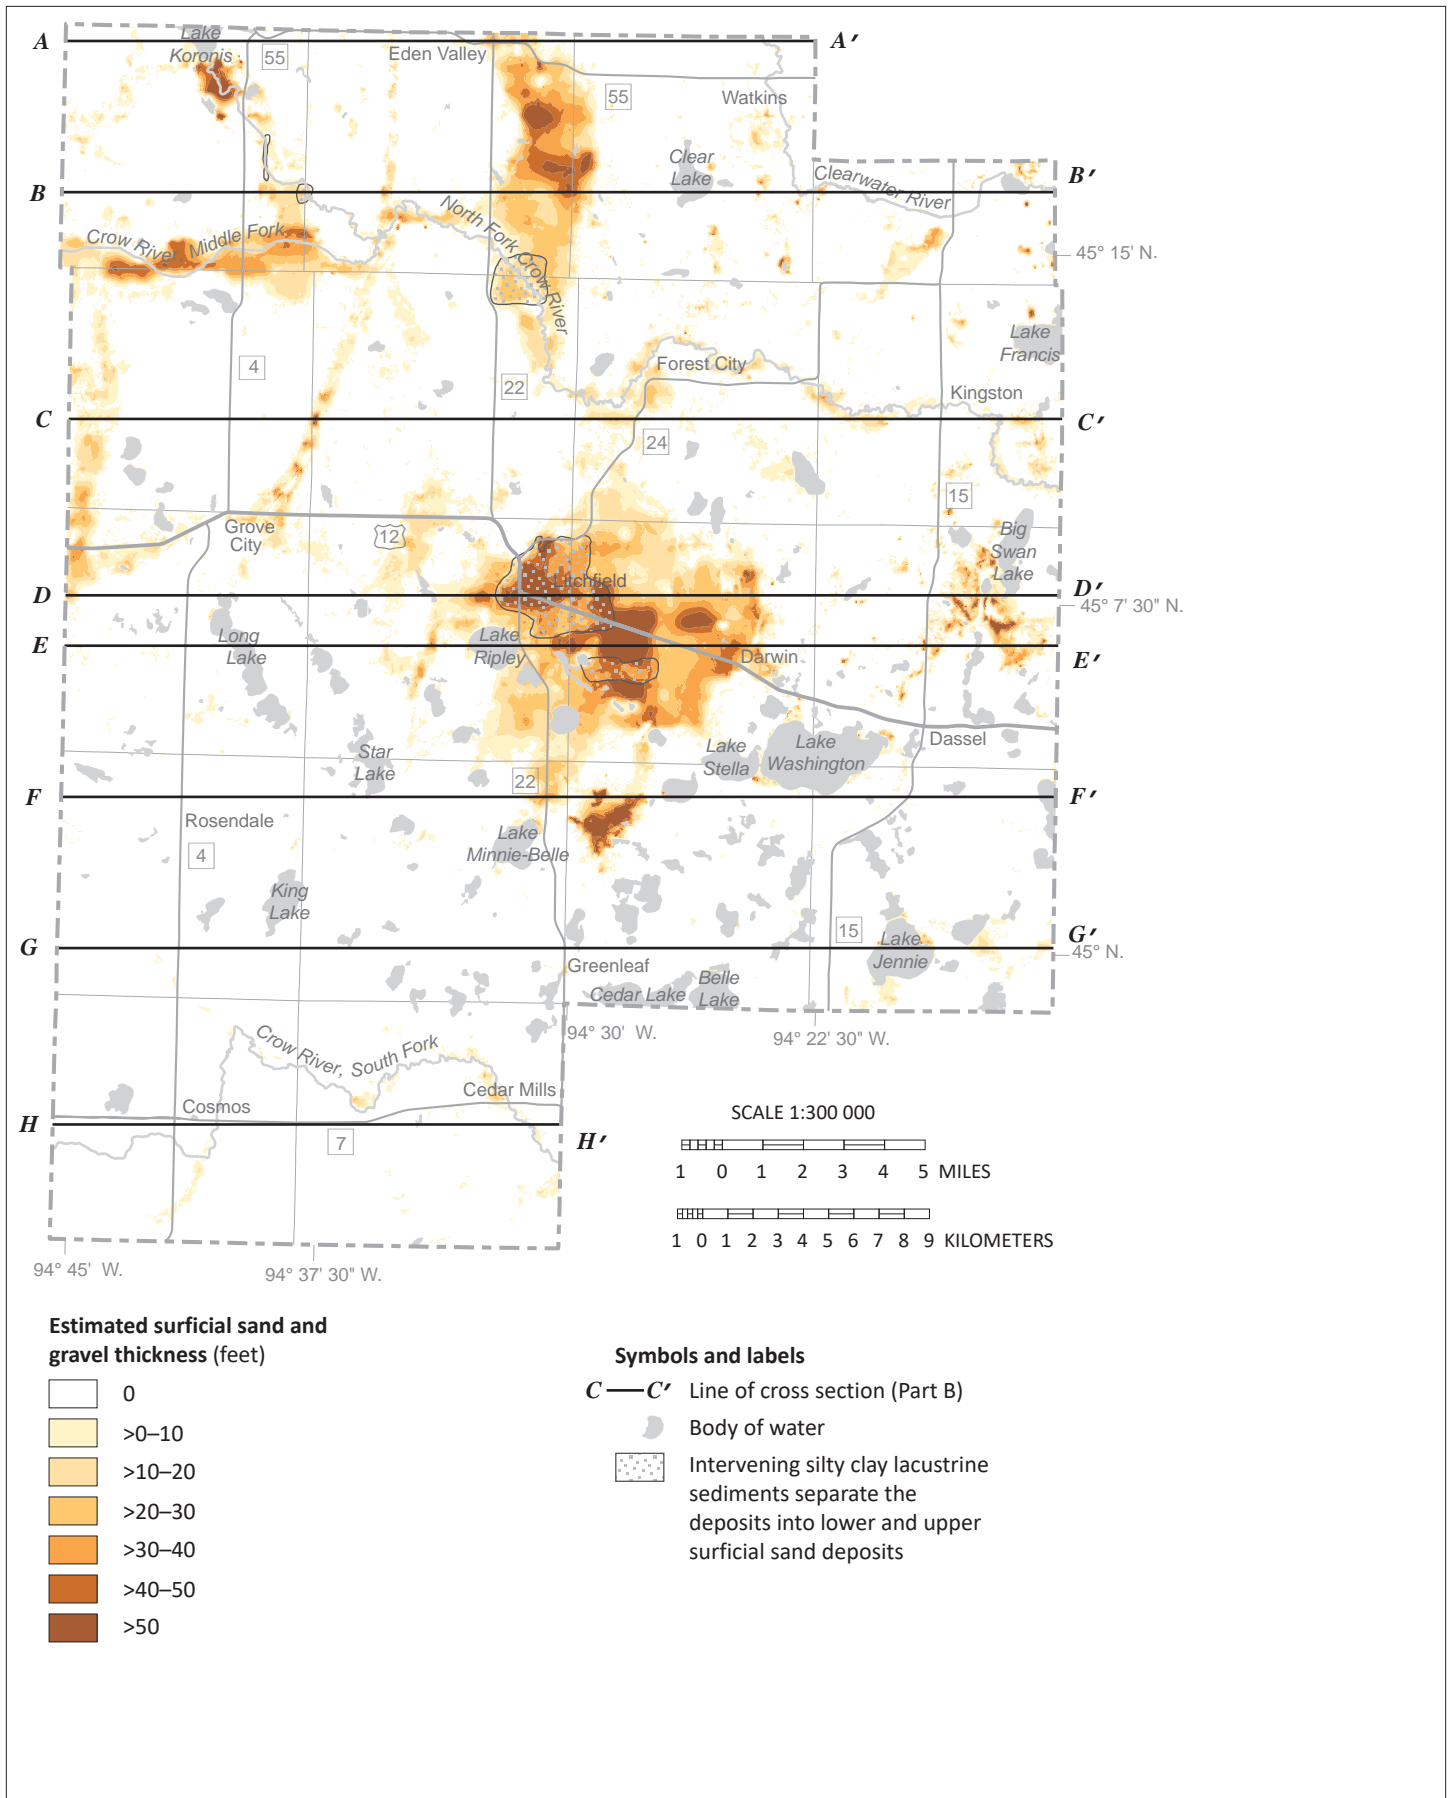 Lake
Koronis
A
A′
55
Eden Valley
55
Watkins
Clear
Lake
B
B′
Clearwater River
North Fork, Crow River
Crow River, Middle Fork
45° 15' N.
Lake
Francis
4
Forest City
22
Kingston
C
C′
24
15
Grove
City
12
Big
Swan
Lake
Litchfield
D
D′
45° 7' 30" N.
Long
Lake
Lake
Ripley
E
E′
Darwin
Dassel
Star
Lake
Lake
Stella
Lake
Washington
22
F
F′
Rosendale
Lake
Minnie-Belle
4
King
Lake
15
Lake
Jennie
G
G′
45° N.
Greenleaf
Cedar Lake
Belle
Lake
94° 30' W.
94° 22' 30" W.
Crow River, South Fork
Cedar Mills
Cosmos
H
H′
7
SCALE 1:300 000
1 0 1 2 3 4 5 MILES
1 0 1 2 3 4 5 6 7 8 9 KILOMETERS
94° 45' W.
94° 37' 30" W.
Estimated surficial sand and
gravel thickness (feet)
0
>0–10
>10–20
>20–30
>30–40
>40–50
>50
Symbols and labels
C C′ Line of cross section (Part B)
Body of water
Intervening silty clay lacustrine
sediments separate the
deposits into lower and upper
surficial sand deposits